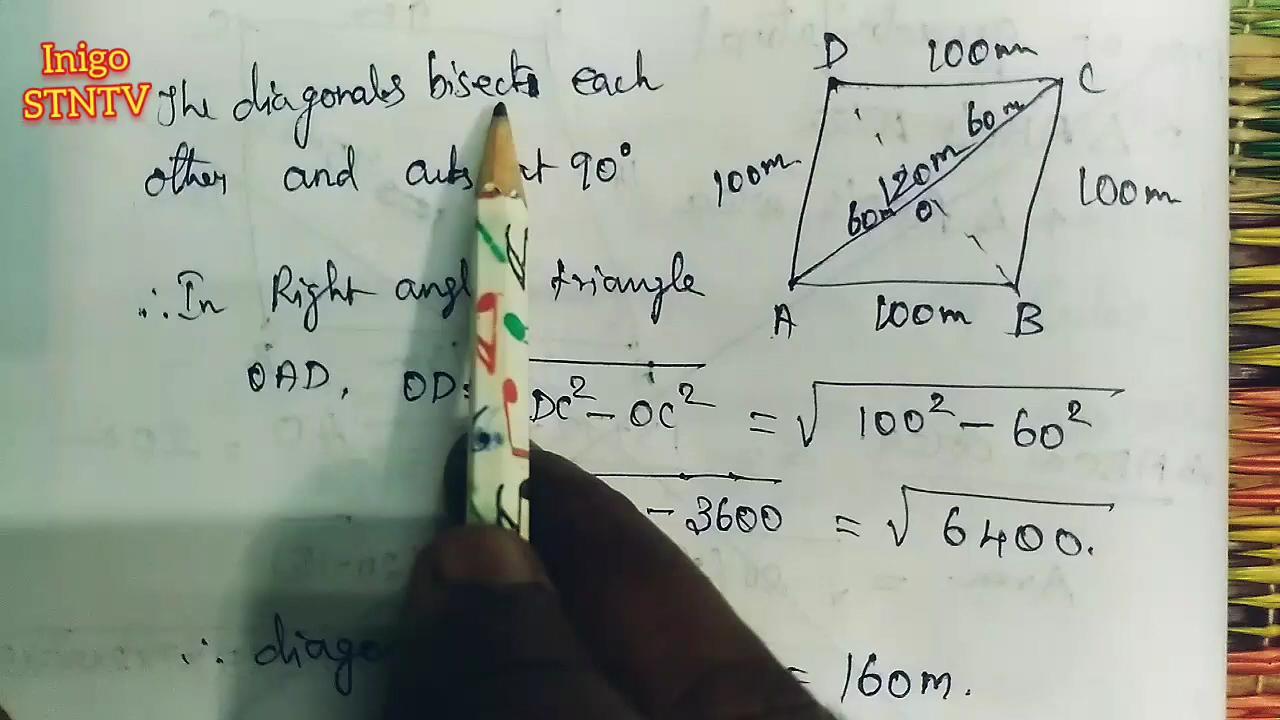 Inigo
STNTV
The diagonals bisect each
other and cuts at 90°
∴ In Right angl triangle
OAD, OD: DC² - OC² = √100² - 60²
- 3600 = √6400.
∴ diago = 160m.
D 100m C
60m
100m 120m 100m
60m O
A 100m B